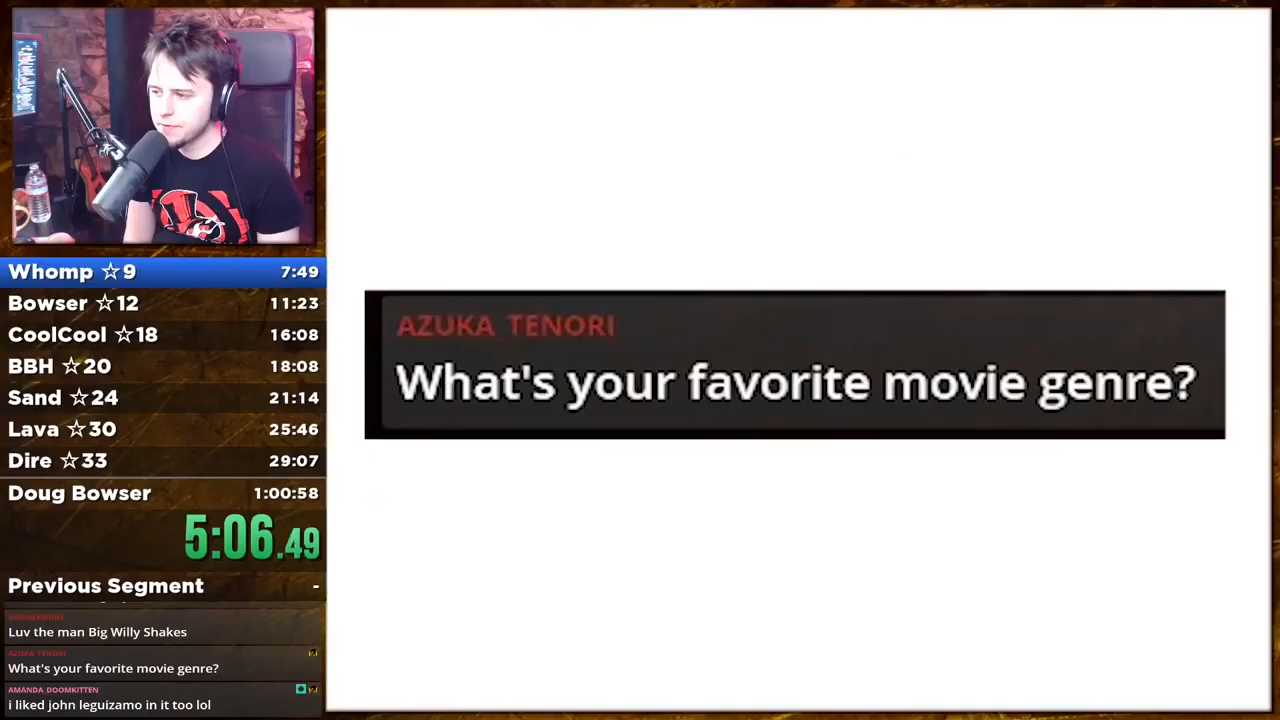 Whomp ☆9 7:49
Bowser ☆12 11:23
CoolCool ☆18 16:08
BBH ☆20 18:08
Sand ☆24 21:14
Lava ☆30 25:46
Dire ☆33 29:07
Doug Bowser 1:00:58
5:06.49
Previous Segment -
Luv the man Big Willy Shakes
AZUKA_TENORI
What's your favorite movie genre?
AMANDA_DOOMKITTEN
i liked john leguizamo in it too lol
AZUKA_TENORI
What's your favorite movie genre?